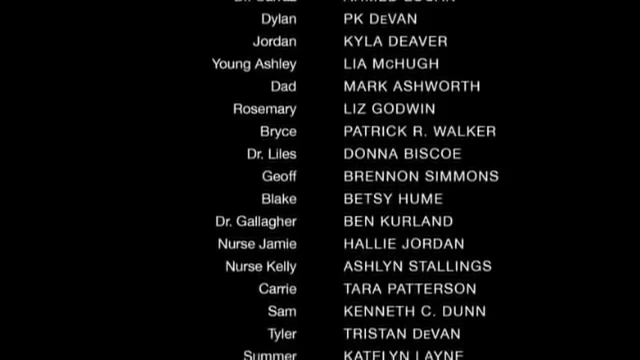 Dylan PK DeVAN
Jordan KYLA DEAVER
Young Ashley LIA McHUGH
Dad MARK ASHWORTH
Rosemary LIZ GODWIN
Bryce PATRICK R. WALKER
Dr. Liles DONNA BISCOE
Geoff BRENNON SIMMONS
Blake BETSY HUME
Dr. Gallagher BEN KURLAND
Nurse Jamie HALLIE JORDAN
Nurse Kelly ASHLYN STALLINGS
Carrie TARA PATTERSON
Sam KENNETH C. DUNN
Tyler TRISTAN DeVAN
Summer KATELYN LAYNE